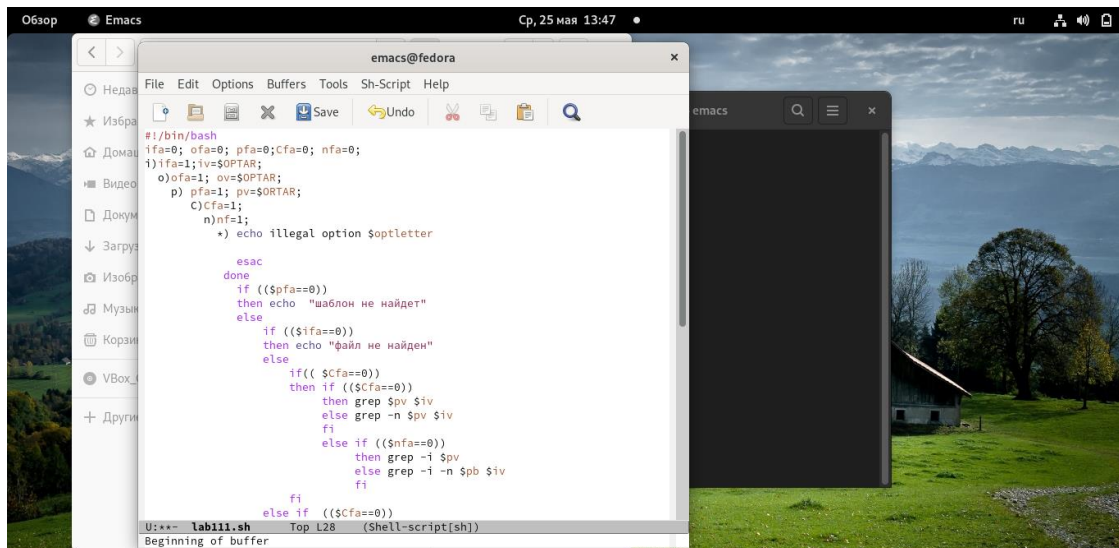 Обзор Emacs Ср, 25 мая 13:47 ru
emacs@fedora
File Edit Options Buffers Tools Sh-Script Help
Save Undo
emacs
Недав
Избра
Домаш
Видео
Докум
Загруз
Изобр
Музык
Корзи
VBox_
+ Другие
#!/bin/bash
ifa=0; ofa=0; pfa=0;Cfa=0; nfa=0;
i)ifa=1;iv=$OPTAR;
o)ofa=1; ov=$OPTAR;
p) pfa=1; pv=$ORTAR;
C)Cfa=1;
n)nf=1;
*) echo illegal option $optletter
esac
done
if (($pfa==0))
then echo "шаблон не найдет"
else
if (($ifa==0))
then echo "файл не найден"
else
if(( $Cfa==0))
then if (($Cfa==0))
then grep $pv $iv
else grep -n $pv $iv
fi
else if (($nfa==0))
then grep -i $pv
else grep -i -n $pb $iv
fi
fi
else if (($Cfa==0))
U:**- lab111.sh Top L28 (Shell-script[sh])
Beginning of buffer